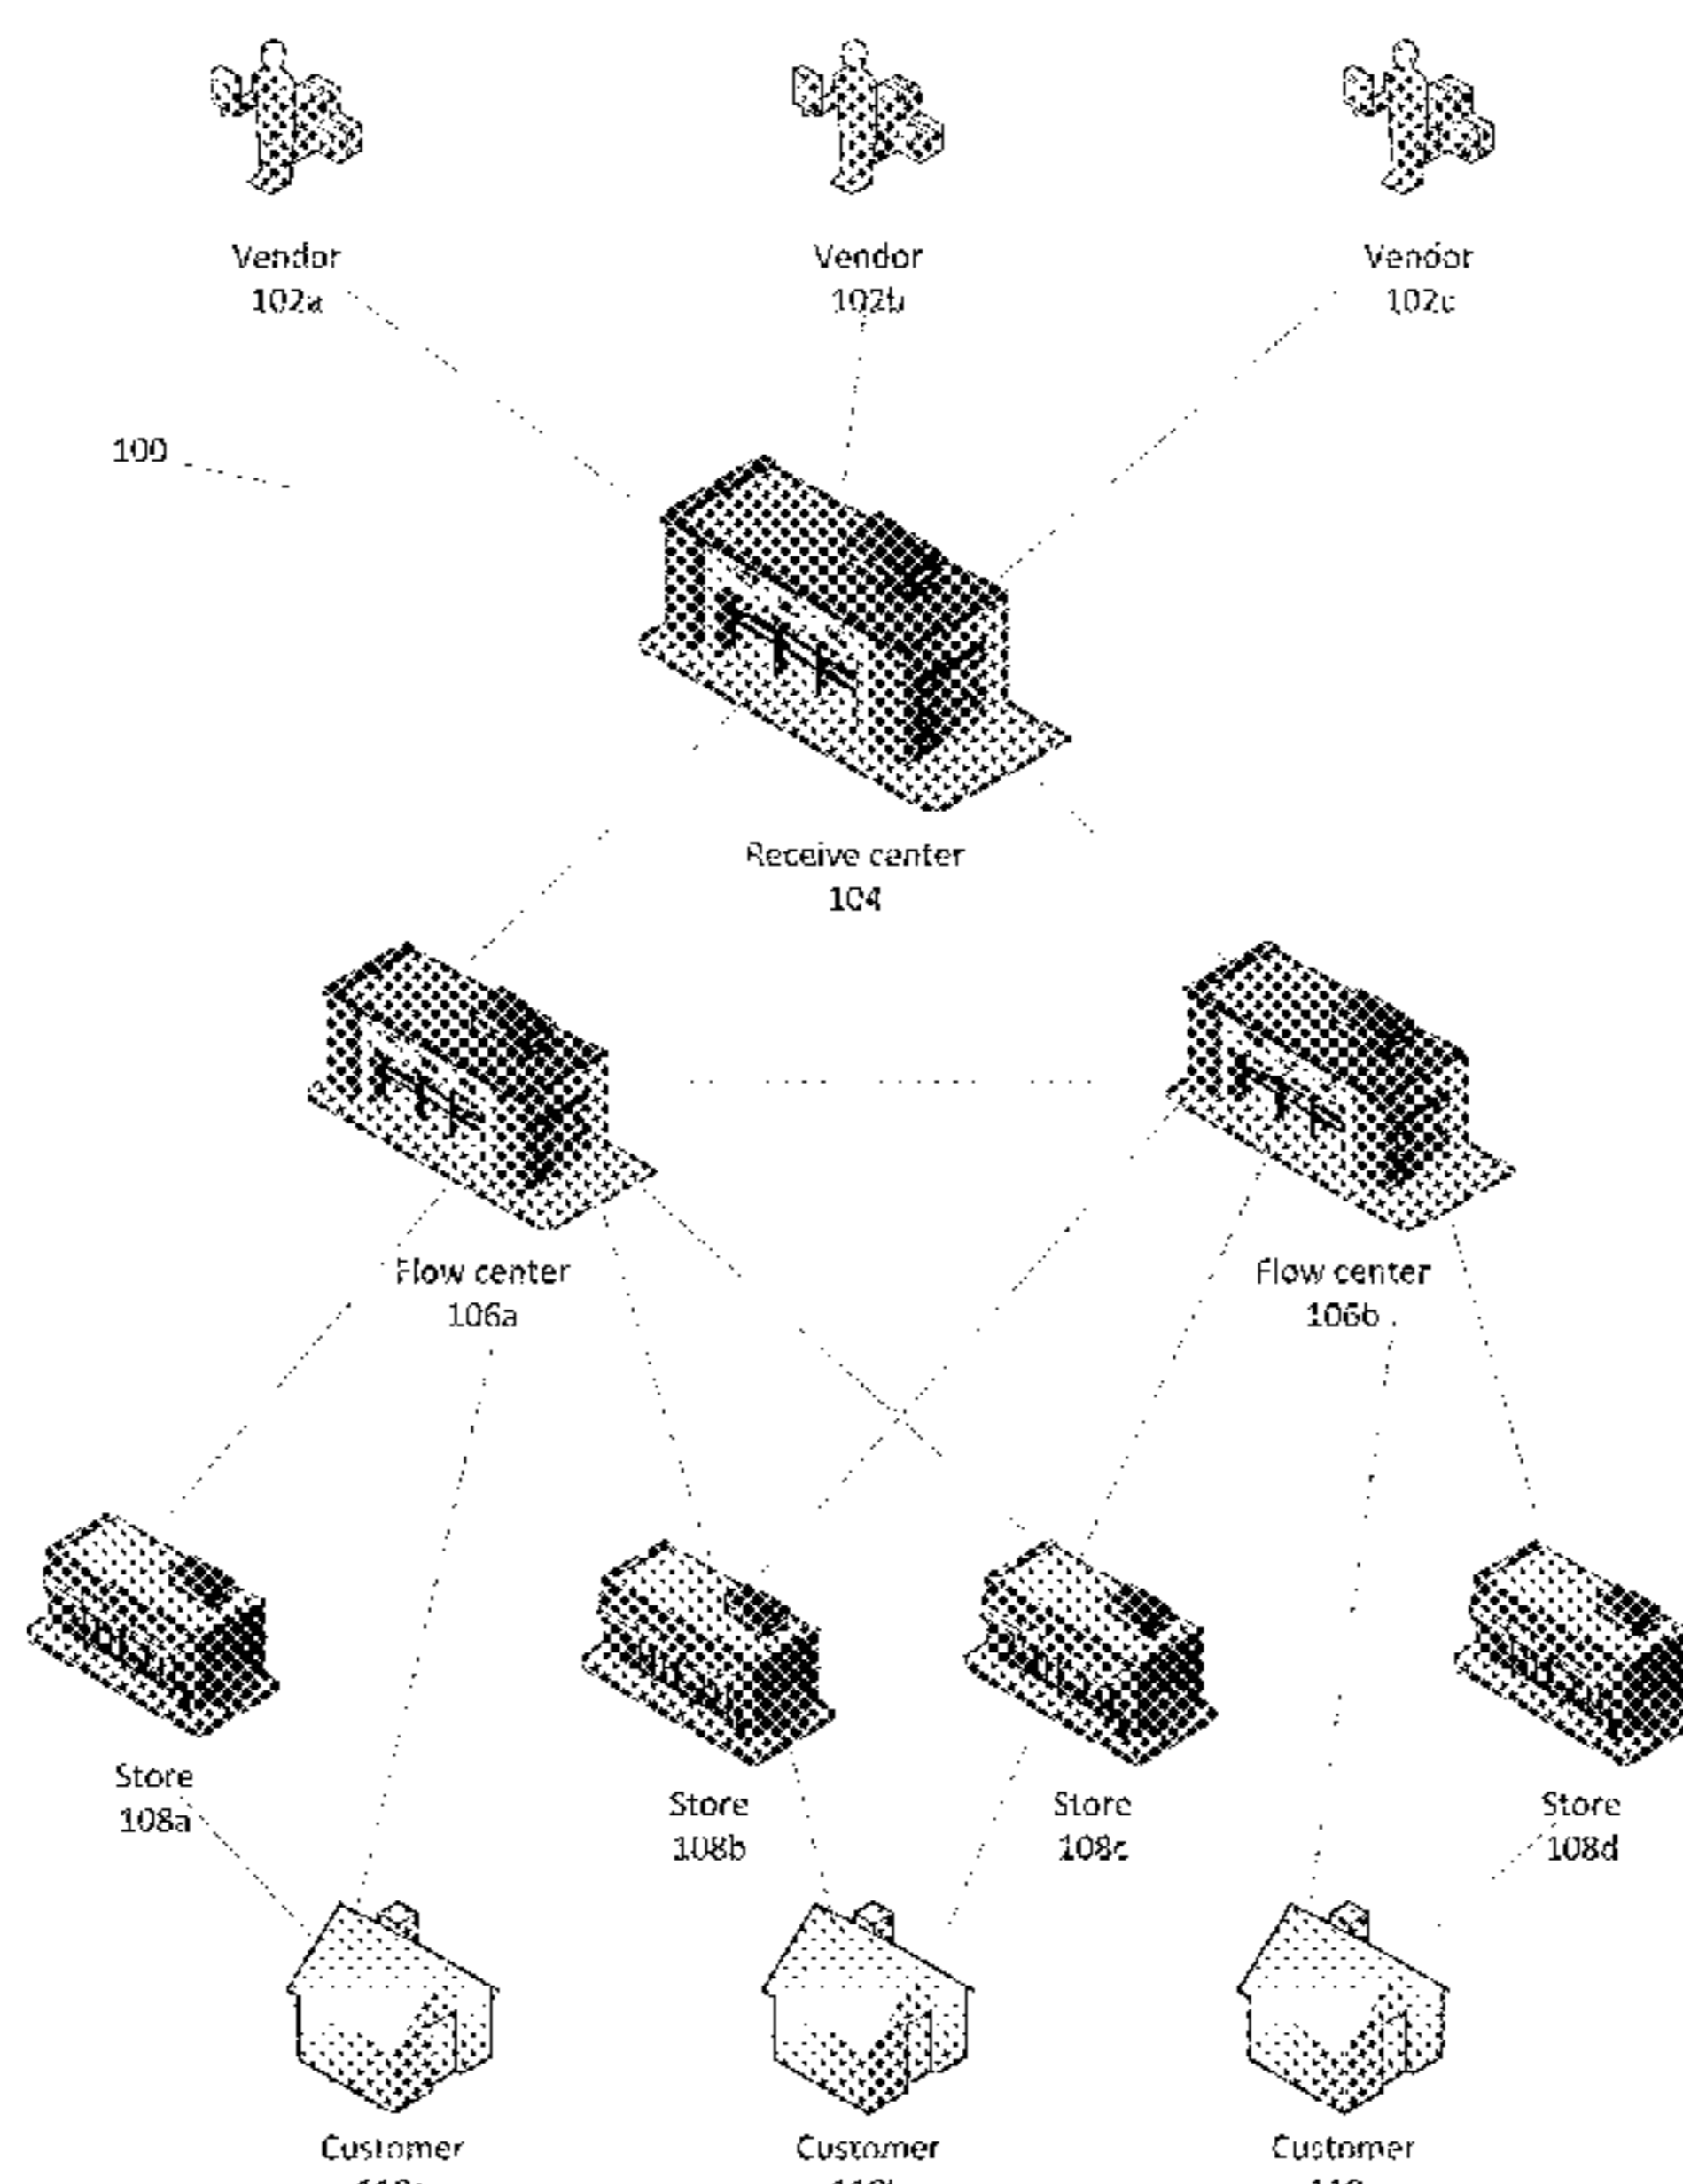 Vendor
102a
Vendor
102b
Vendor
102c
100
Receive center
104
Flow center
106a
Flow center
106b
Store
108a
Store
108b
Store
108c
Store
108d
Customer
Customer
Customer